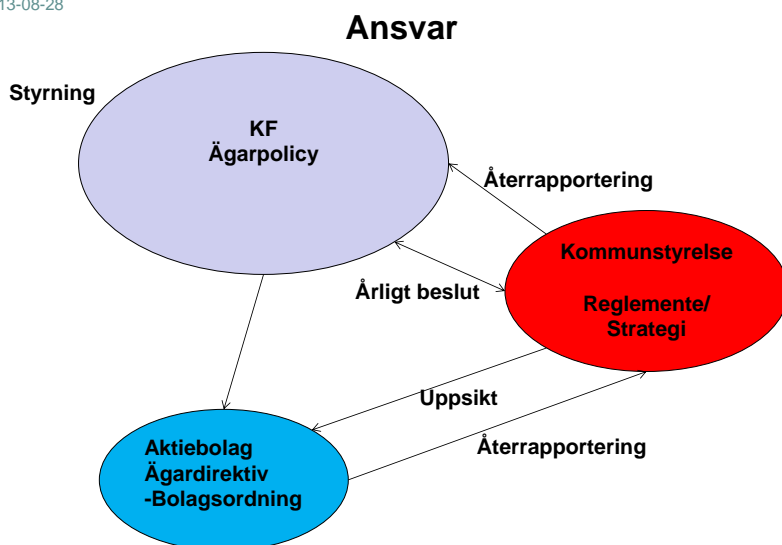 13-08-28
Ansvar
Styrning
KF
Ägarpolicy
Återrapportering
Kommunstyrelse
Årligt beslut
Reglemente/
Strategi
Uppsikt
Återrapportering
Aktiebolag
Ägardirektiv
-Bolagsordning